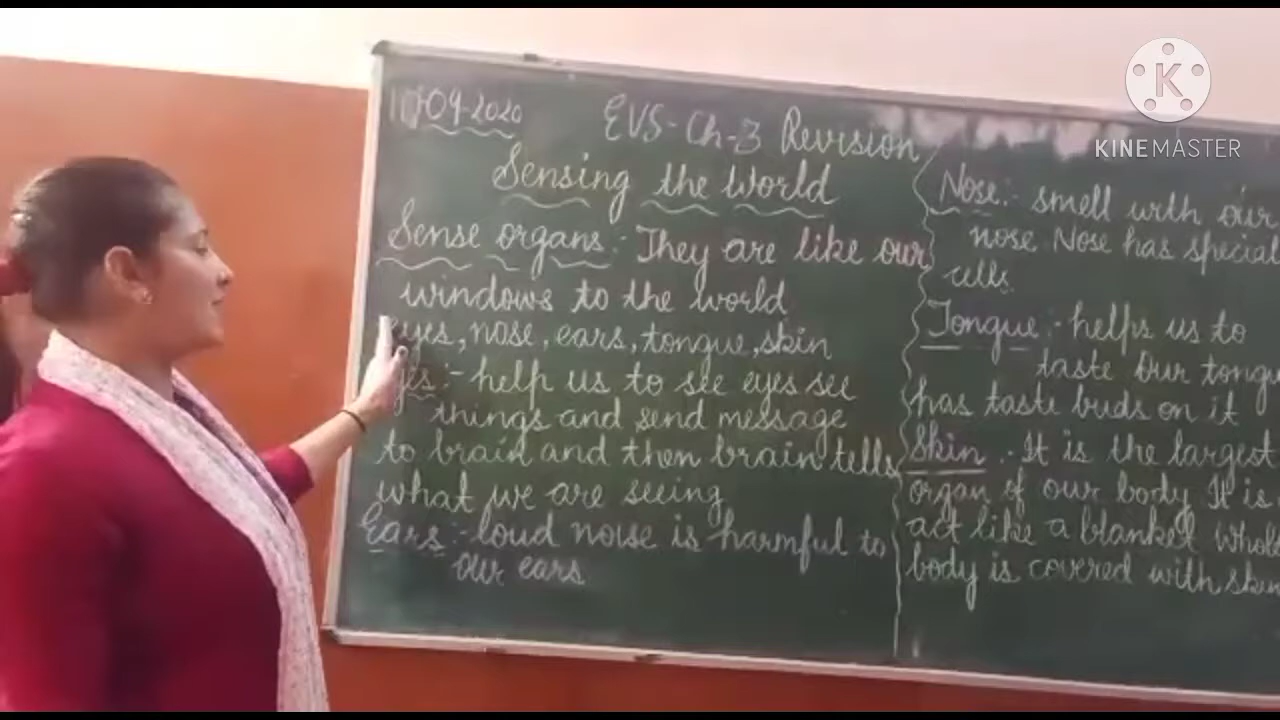 10-09-2020
EVS - Ch-3 Revision
Sensing the World
Sense organs :- They are like our
windows to the world
eyes, nose, ears, tongue, skin
yes :- help us to see eyes see
things and send message
to brain and then brain tells
what we are seeing
Ears :- loud noise is harmful to
our ears
Nose :- smell with our
nose. Nose has special
cells
Tongue :- helps us to
taste Our tongu
has taste buds on it
Skin :- It is the largest
organ of our body It is
act like a blanket Whole
body is covered with skin
K
KINEMASTER